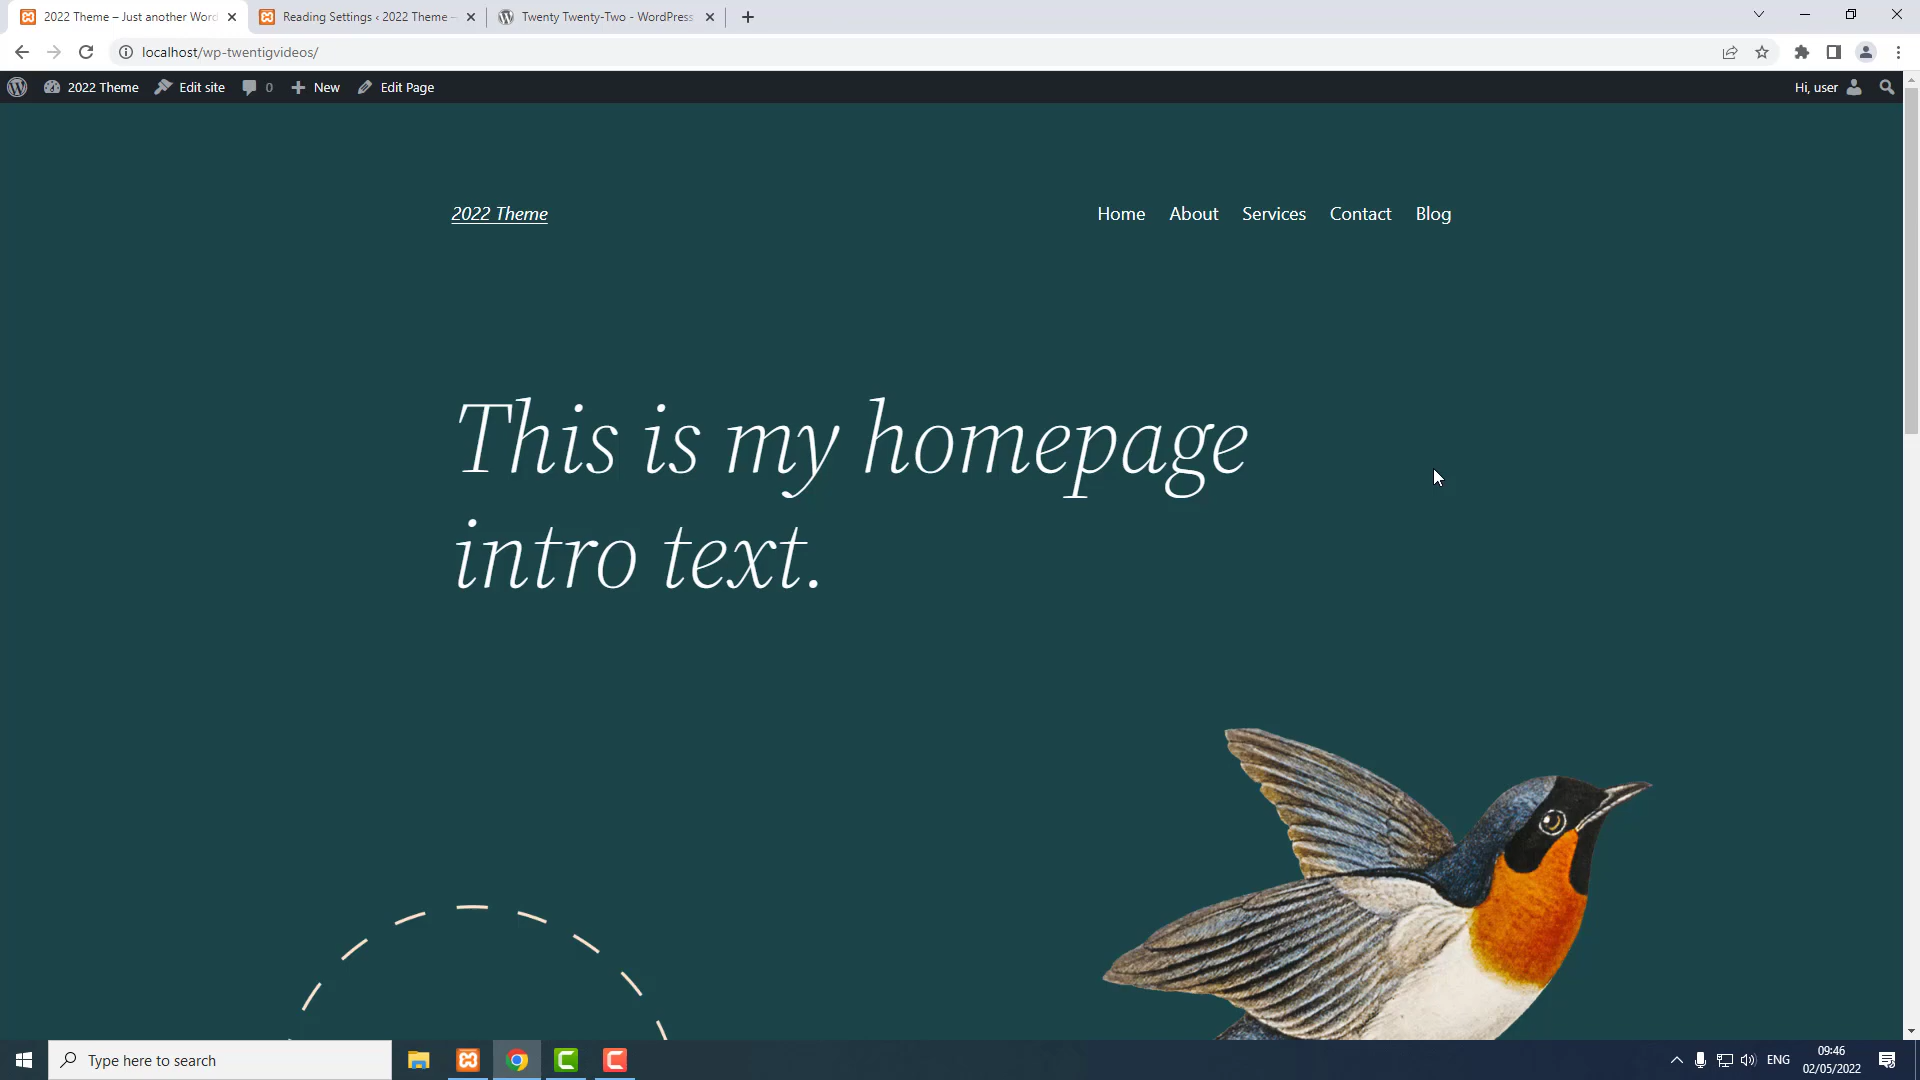 2022 Theme – Just another Word
Reading Settings ‹ 2022 Theme —
Twenty Twenty-Two - WordPress
localhost/wp-twentigvideos/
2022 Theme
Edit site
0
New
Edit Page
Hi, user
2022 Theme
Home
About
Services
Contact
Blog
This is my homepage
intro text.
Type here to search
ENG
09:46
02/05/2022